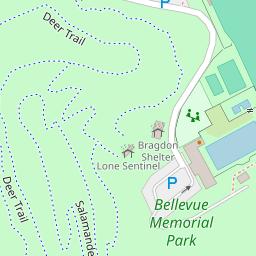 P
Deer Trail
Bragdon
Shelter
Lone Sentinel
P
Deer Trail
Salamande
Bellevue
Memorial
Park